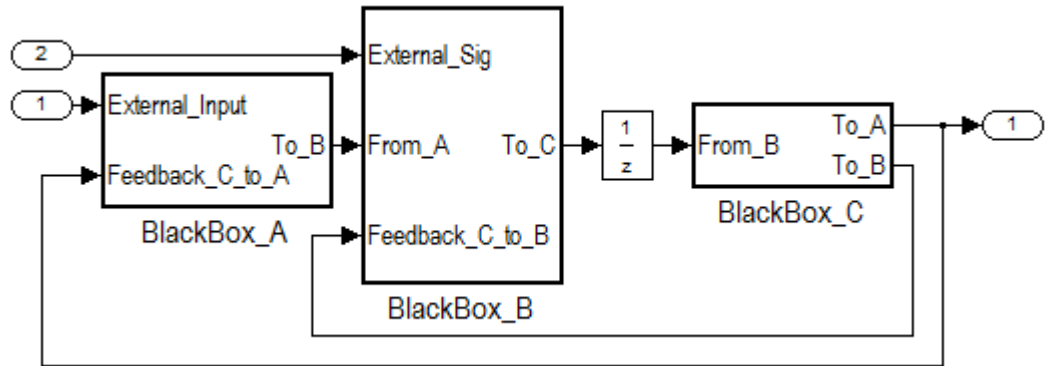 2
External_Sig
1
External_Input
To_B
Feedback_C_to_A
BlackBox_A
From_A
To_C
Feedback_C_to_B
BlackBox_B
1
z
From_B
To_A
To_B
BlackBox_C
1